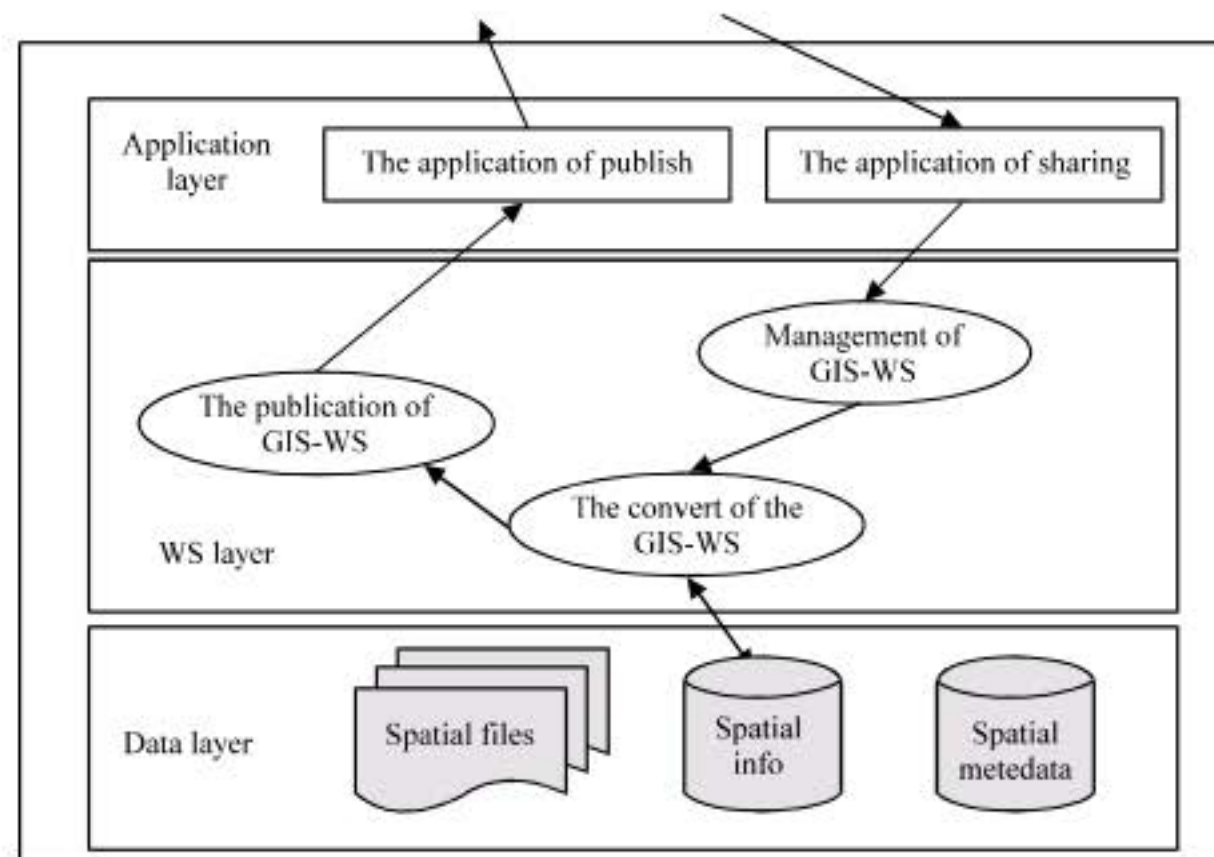 Application
layer
The application of publish
The application of sharing
Management of
GIS-WS
The publication of
GIS-WS
The convert of the
GIS-WS
WS layer
Data layer
Spatial files
Spatial
info
Spatial
metedata